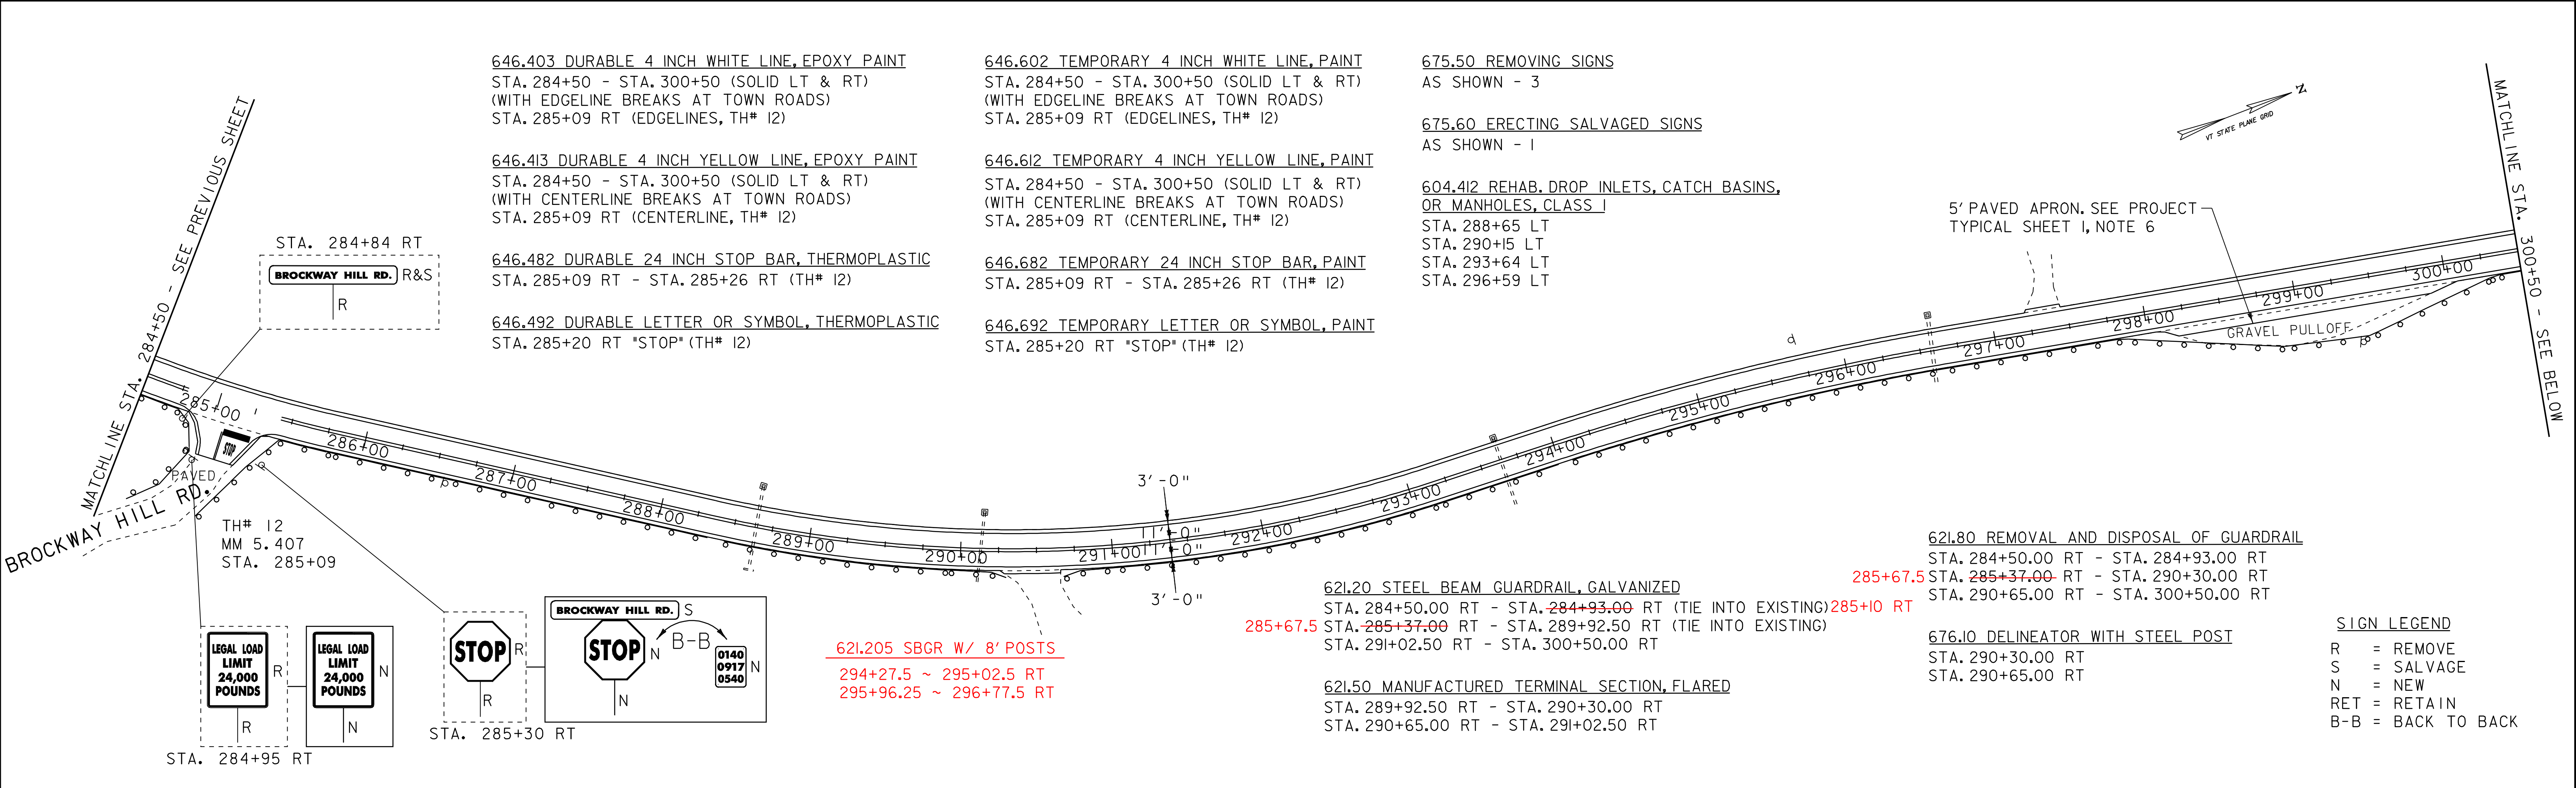 646.403 DURABLE 4 INCH WHITE LINE, EPOXY PAINT
STA. 284+50 - STA. 300+50 (SOLID LT & RT)
(WITH EDGELINE BREAKS AT TOWN ROADS)
STA. 285+09 RT (EDGELINES, TH# 12)
646.413 DURABLE 4 INCH YELLOW LINE, EPOXY PAINT
STA. 284+50 - STA. 300+50 (SOLID LT & RT)
(WITH CENTERLINE BREAKS AT TOWN ROADS)
STA. 285+09 RT (CENTERLINE, TH# 12)
646.482 DURABLE 24 INCH STOP BAR, THERMOPLASTIC
STA. 285+09 RT - STA. 285+26 RT (TH# 12)
646.492 DURABLE LETTER OR SYMBOL, THERMOPLASTIC
STA. 285+20 RT "STOP" (TH# 12)
646.602 TEMPORARY 4 INCH WHITE LINE, PAINT
STA. 284+50 - STA. 300+50 (SOLID LT & RT)
(WITH EDGELINE BREAKS AT TOWN ROADS)
STA. 285+09 RT (EDGELINES, TH# 12)
646.612 TEMPORARY 4 INCH YELLOW LINE, PAINT
STA. 284+50 - STA. 300+50 (SOLID LT & RT)
(WITH CENTERLINE BREAKS AT TOWN ROADS)
STA. 285+09 RT (CENTERLINE, TH# 12)
646.682 TEMPORARY 24 INCH STOP BAR, PAINT
STA. 285+09 RT - STA. 285+26 RT (TH# 12)
646.692 TEMPORARY LETTER OR SYMBOL, PAINT
STA. 285+20 RT "STOP" (TH# 12)
675.50 REMOVING SIGNS
AS SHOWN - 3
675.60 ERECTING SALVAGED SIGNS
AS SHOWN - 1
604.412 REHAB. DROP INLETS, CATCH BASINS,
OR MANHOLES, CLASS I
STA. 288+65 LT
STA. 290+15 LT
STA. 293+64 LT
STA. 296+59 LT
N
VT STATE PLANE GRID
5' PAVED APRON. SEE PROJECT
TYPICAL SHEET 1, NOTE 6
MATCHLINE STA. 300+50 - SEE BELOW
MATCHLINE STA. 284+50 - SEE PREVIOUS SHEET
STA. 284+84 RT
BROCKWAY HILL RD. R&S
R
285+00
286+00
287+00
288+00
289+00
290+00
291+00
292+00
293+00
294+00
295+00
296+00
297+00
298+00
299+00
300+00
GRAVEL PULLOFF
3'-0"
11'-0"
11'-0"
3'-0"
STOP
PAVED
BROCKWAY HILL RD.
TH# 12
MM 5.407
STA. 285+09
LEGAL LOAD
LIMIT
24,000
POUNDS
R
R
LEGAL LOAD
LIMIT
24,000
POUNDS
N
N
STA. 284+95 RT
STOP
R
R
STA. 285+30 RT
BROCKWAY HILL RD. S
STOP
N
N
B-B
0140
0917
0540
N
621.205 SBGR W/ 8' POSTS
294+27.5 ~ 295+02.5 RT
295+96.25 ~ 296+77.5 RT
621.20 STEEL BEAM GUARDRAIL, GALVANIZED
STA. 284+50.00 RT - STA. 284+93.00 RT (TIE INTO EXISTING) 285+10 RT
285+67.5 STA. 285+37.00 RT - STA. 289+92.50 RT (TIE INTO EXISTING)
STA. 291+02.50 RT - STA. 300+50.00 RT
621.50 MANUFACTURED TERMINAL SECTION, FLARED
STA. 289+92.50 RT - STA. 290+30.00 RT
STA. 290+65.00 RT - STA. 291+02.50 RT
621.80 REMOVAL AND DISPOSAL OF GUARDRAIL
STA. 284+50.00 RT - STA. 284+93.00 RT
285+67.5 STA. 285+37.00 RT - STA. 290+30.00 RT
STA. 290+65.00 RT - STA. 300+50.00 RT
676.10 DELINEATOR WITH STEEL POST
STA. 290+30.00 RT
STA. 290+65.00 RT
SIGN LEGEND
R = REMOVE
S = SALVAGE
N = NEW
RET = RETAIN
B-B = BACK TO BACK